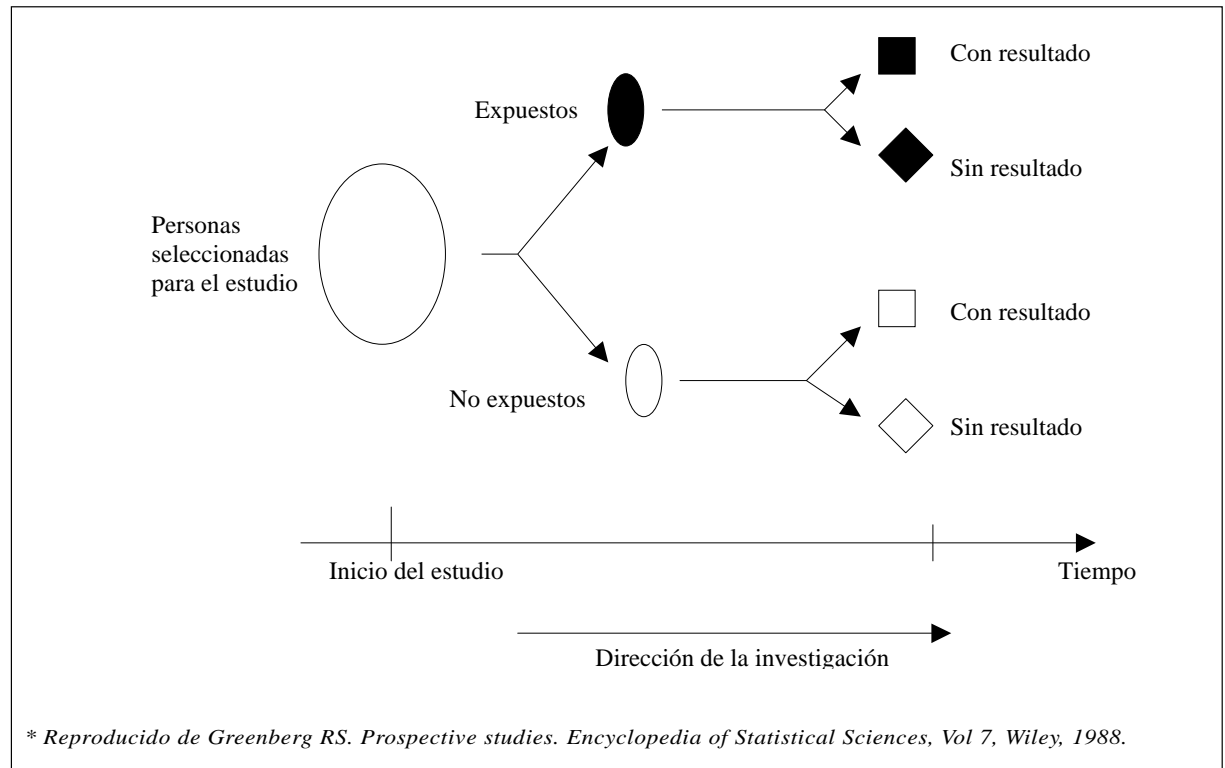 Con resultado
Expuestos
Sin resultado
Personas
seleccionadas
para el estudio
Con resultado
No expuestos
Sin resultado
Inicio del estudio
Tiempo
Dirección de la investigación
* Reproducido de Greenberg RS. Prospective studies. Encyclopedia of Statistical Sciences, Vol 7, Wiley, 1988.